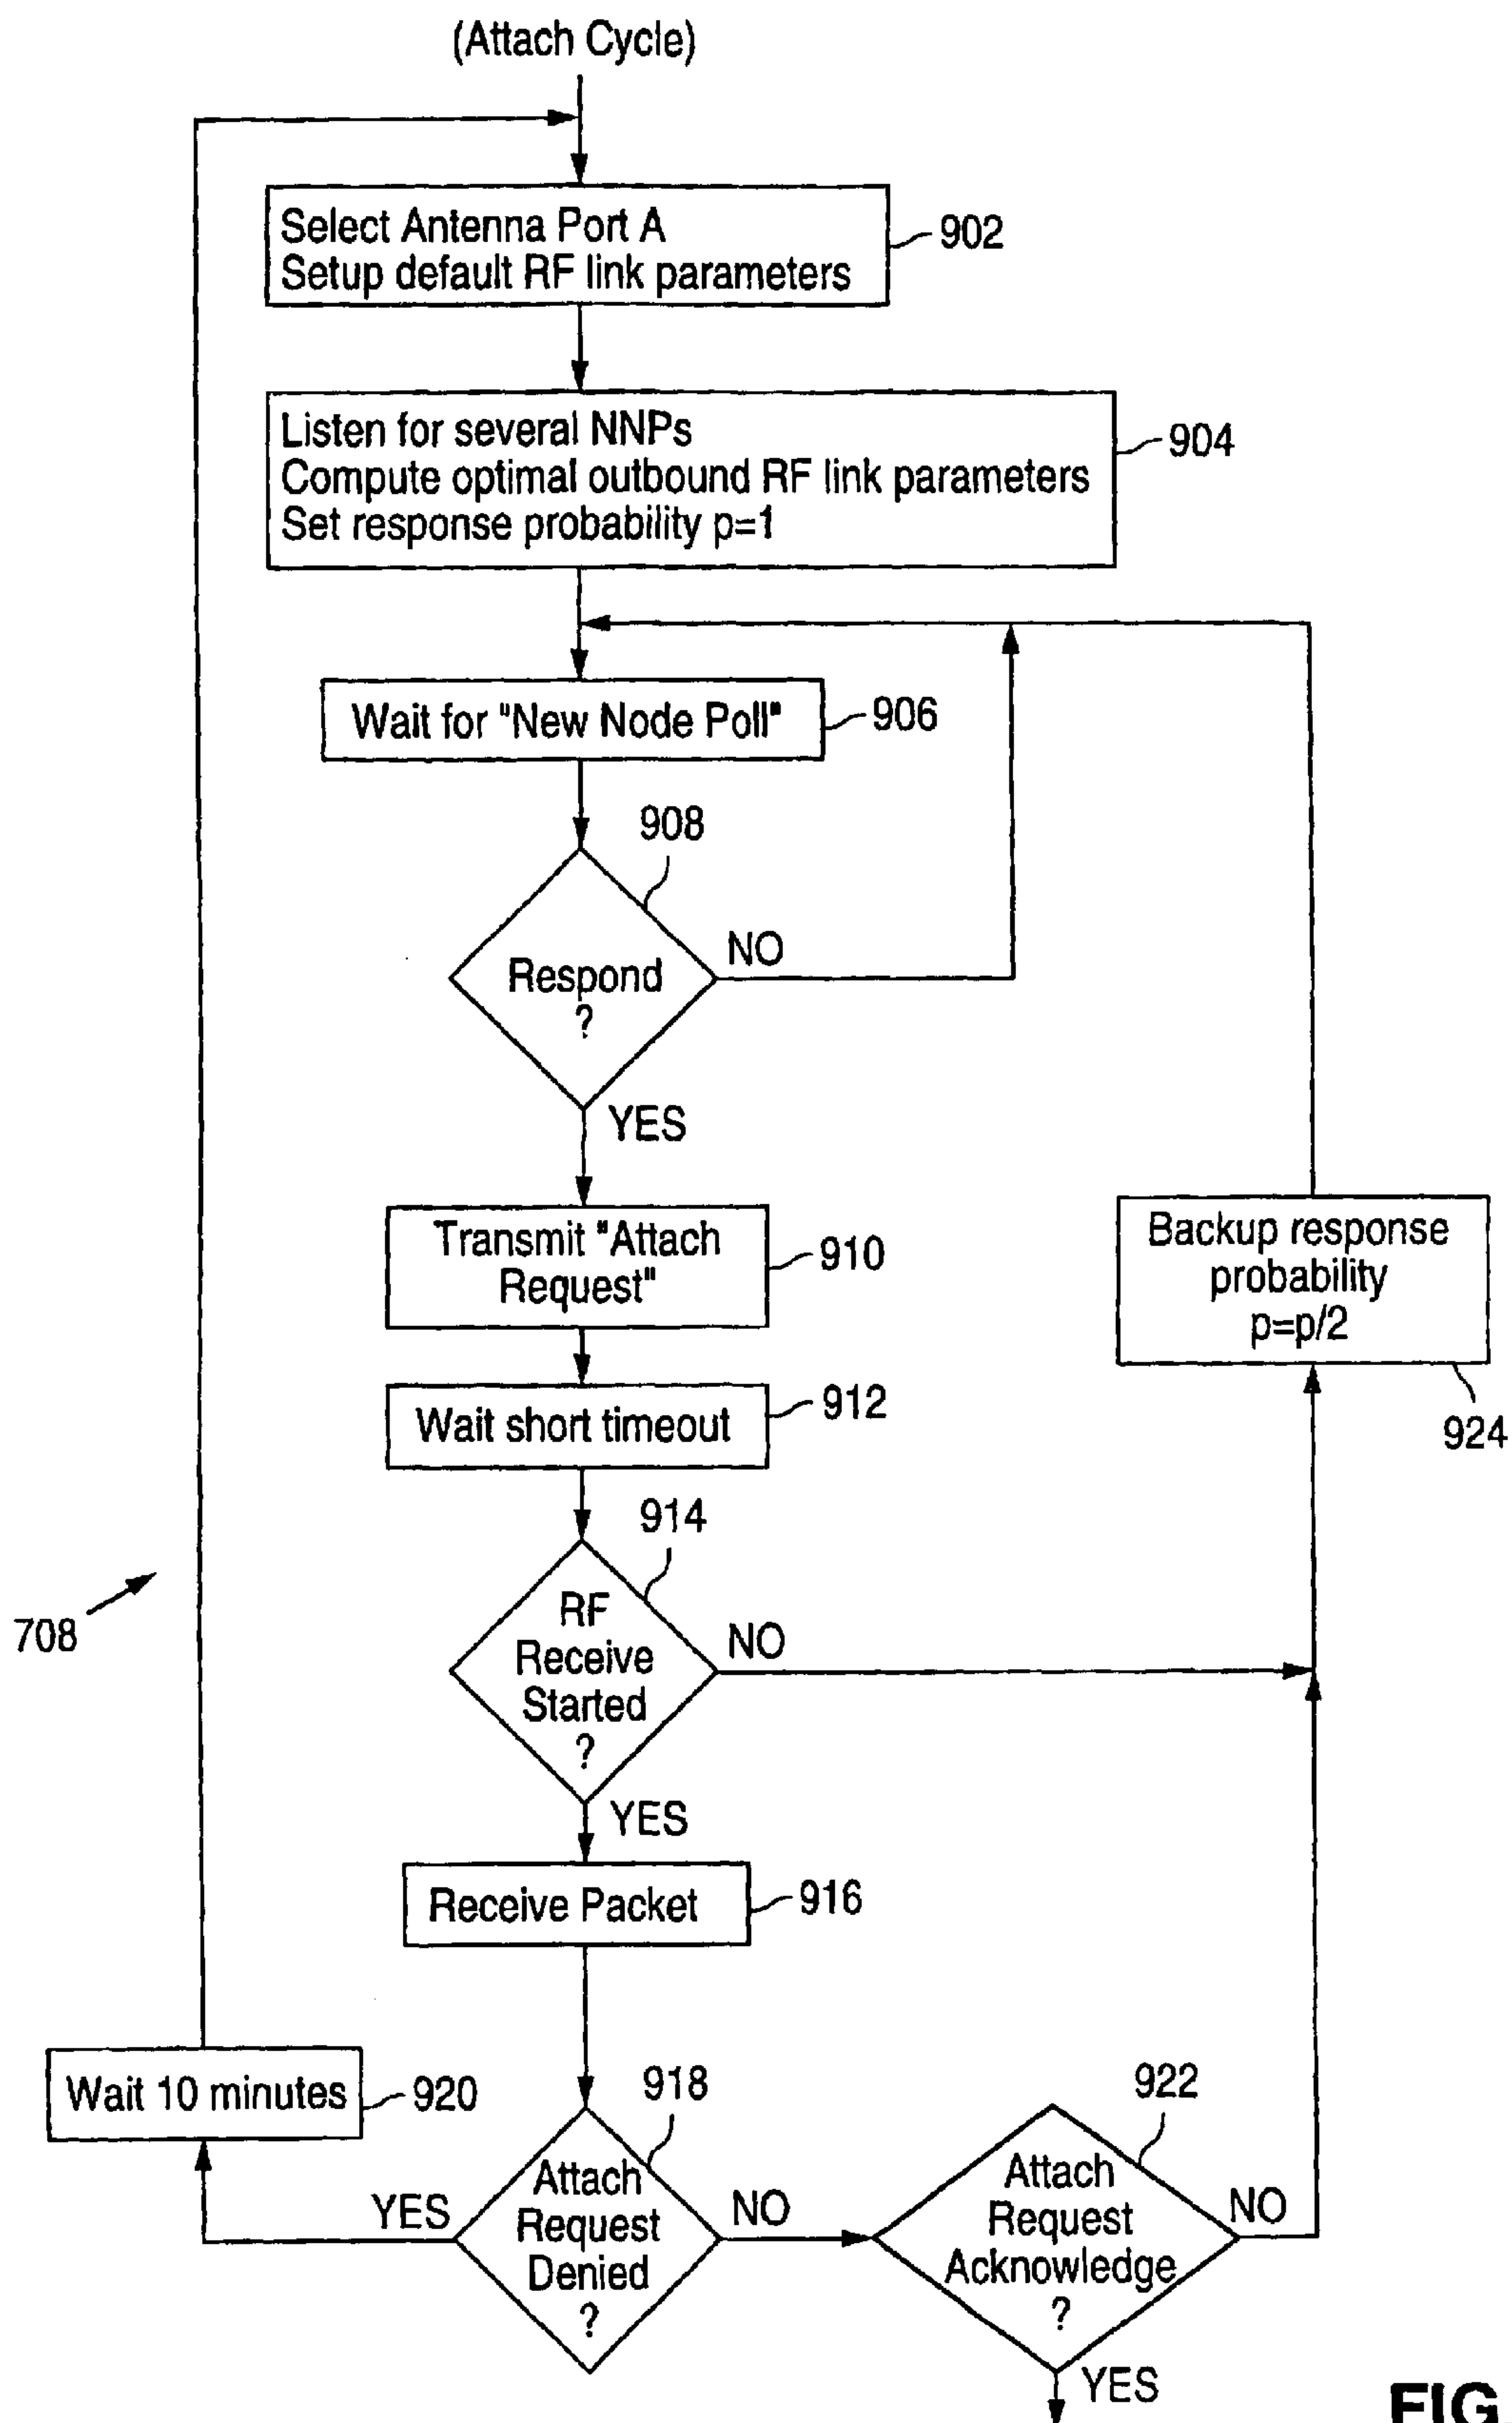 (Attach Cycle)
Select Antenna Port A
Setup default RF link parameters
902
Listen for several NNPs
Compute optimal outbound RF link parameters
Set response probability p=1
904
Wait for "New Node Poll"
906
908
Respond
?
NO
YES
Transmit "Attach
Request"
910
Backup response
probability
p=p/2
924
Wait short timeout
912
914
RF
Receive
Started
?
NO
YES
708
Receive Packet
916
Wait 10 minutes
920
918
Attach
Request
Denied
?
YES
NO
922
Attach
Request
Acknowledge
?
NO
YES
FIG.